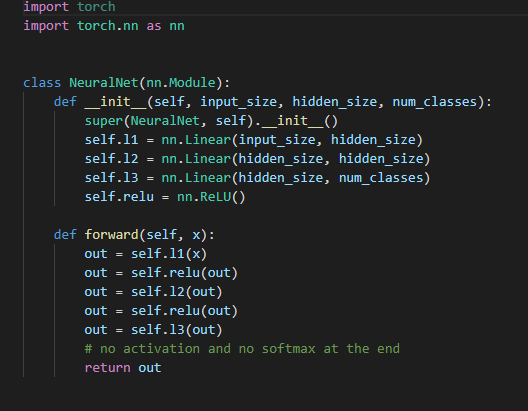 import torch
import torch.nn as nn
class NeuralNet(nn.Module):
    def __init__(self, input_size, hidden_size, num_classes):
        super(NeuralNet, self).__init__()
        self.l1 = nn.Linear(input_size, hidden_size)
        self.l2 = nn.Linear(hidden_size, hidden_size)
        self.l3 = nn.Linear(hidden_size, num_classes)
        self.relu = nn.ReLU()
    def forward(self, x):
        out = self.l1(x)
        out = self.relu(out)
        out = self.l2(out)
        out = self.relu(out)
        out = self.l3(out)
        # no activation and no softmax at the end
        return out